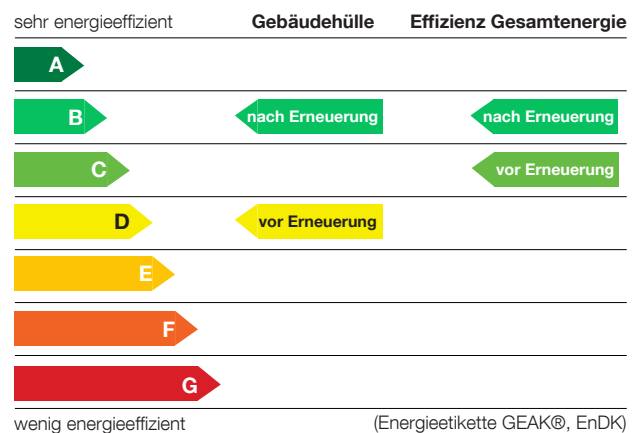 sehr energieeffizient Gebäudehülle Effizienz Gesamtenergie
A
B nach Erneuerung nach Erneuerung
C vor Erneuerung
D vor Erneuerung
E
F
G
wenig energieeffizient (Energieetikette GEAK®, EnDK)